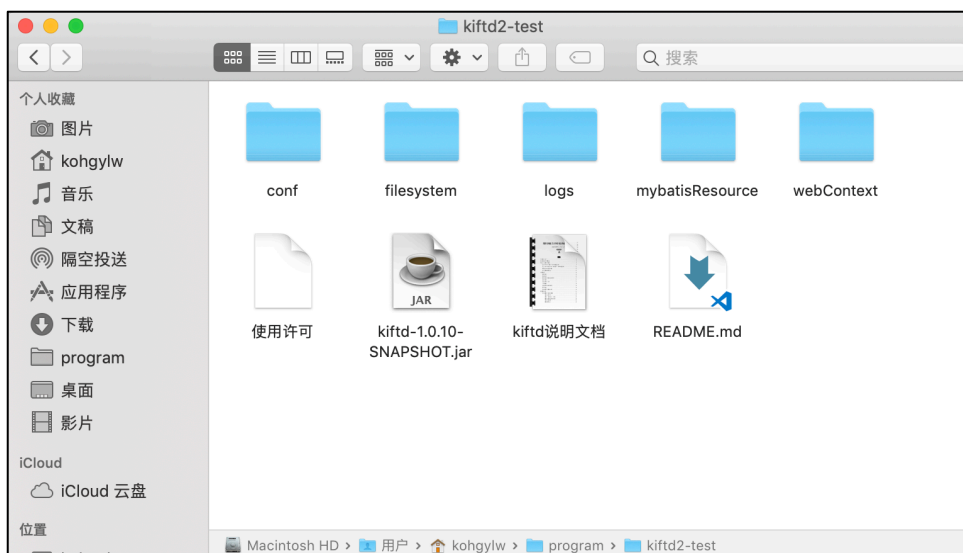 kiftd2-test
搜索
个人收藏
图片
kohgylw
音乐
文稿
隔空投送
应用程序
下载
program
桌面
影片
iCloud
iCloud 云盘
位置
conf
filesystem
logs
mybatisResource
webContext
JAR
使用许可
kiftd-1.0.10-
SNAPSHOT.jar
kiftd说明文档
README.md
Macintosh HD › 用户 › kohgylw › program › kiftd2-test